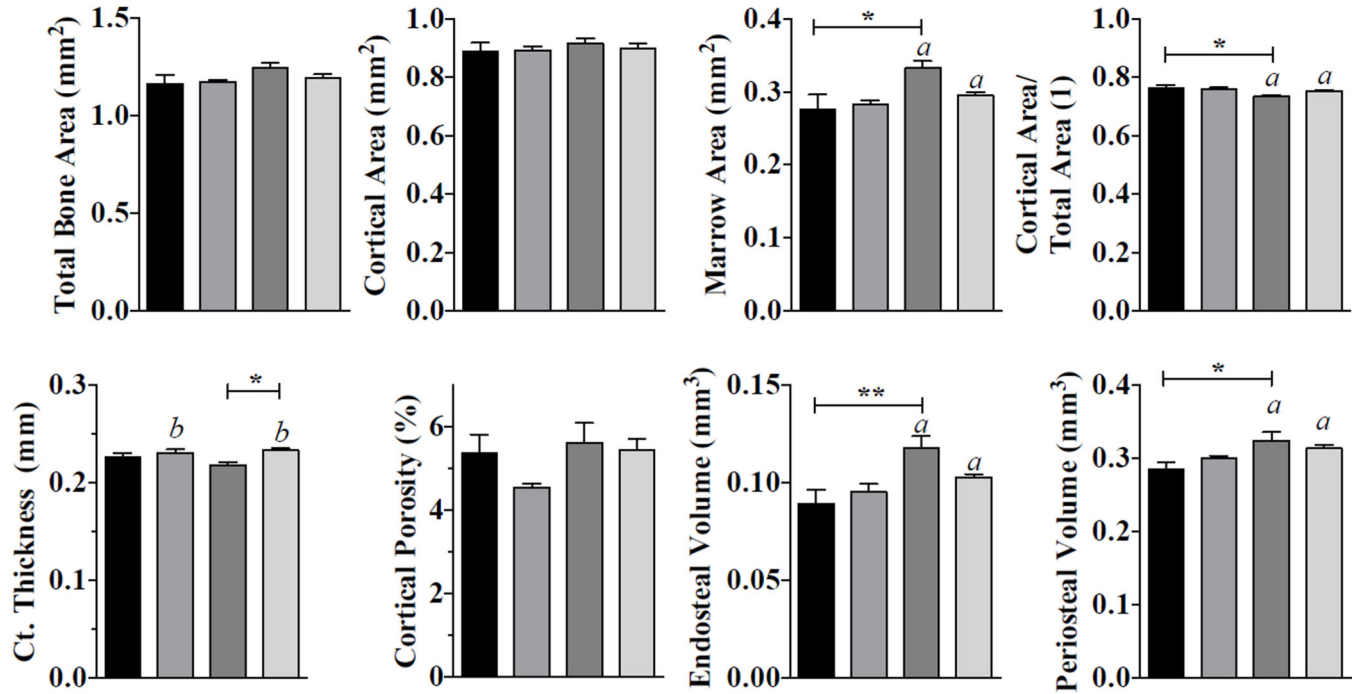 Total Bone Area (mm²)
1.5
1.0
0.5
0.0
Cortical Area (mm²)
1.0
0.8
0.6
0.4
0.2
0.0
Marrow Area (mm²)
0.4
0.3
0.2
0.1
0.0
*
a
a
Cortical Area/
Total Area (1)
1.0
0.8
0.6
0.4
0.2
0.0
*
a
a
Ct. Thickness (mm)
0.3
0.2
0.1
0.0
b
*
b
Cortical Porosity (%)
6
4
2
0
Endosteal Volume (mm³)
0.15
0.10
0.05
0.00
**
a
a
Periosteal Volume (mm³)
0.4
0.3
0.2
0.1
0.0
*
a
a